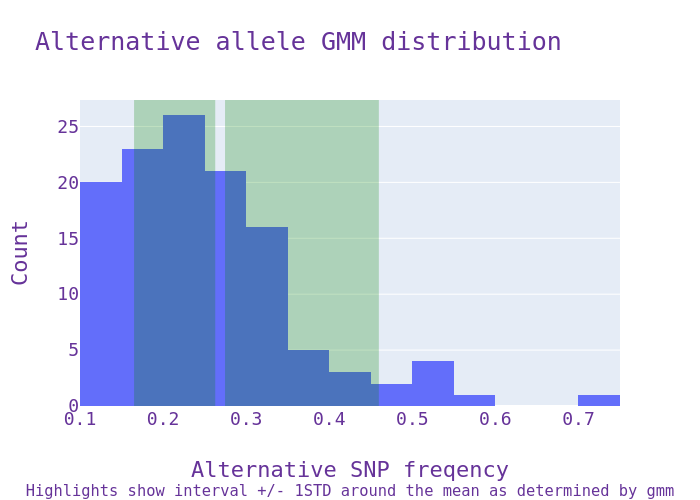 Alternative allele GMM distribution
Count
25
20
15
10
5
0
0.1 0.2 0.3 0.4 0.5 0.6 0.7
Alternative SNP freqency
Highlights show interval +/- 1STD around the mean as determined by gmm